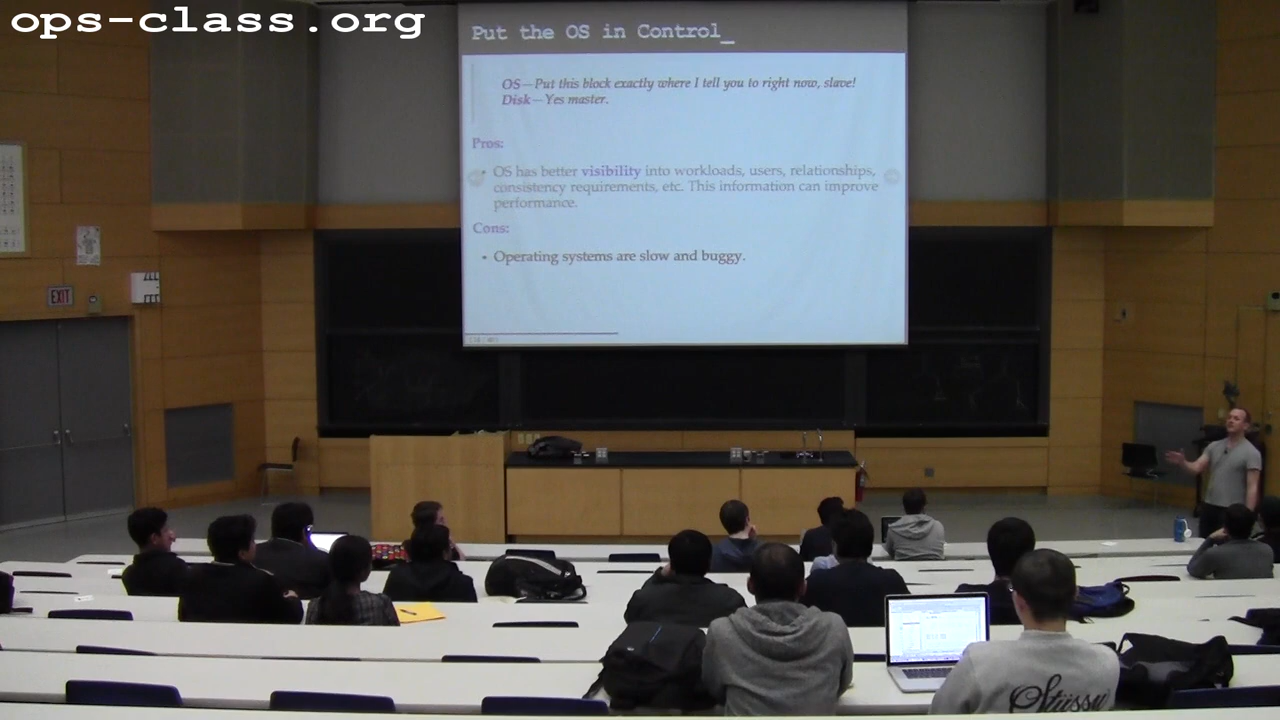 ops-class.org
Put the OS in Control_
OS—Put this block exactly where I tell you to right now, slave!
Disk—Yes master.
Pros:
• OS has better visibility into workloads, users, relationships,
consistency requirements, etc. This information can improve
performance.
Cons:
• Operating systems are slow and buggy.
EXIT
Stüssy